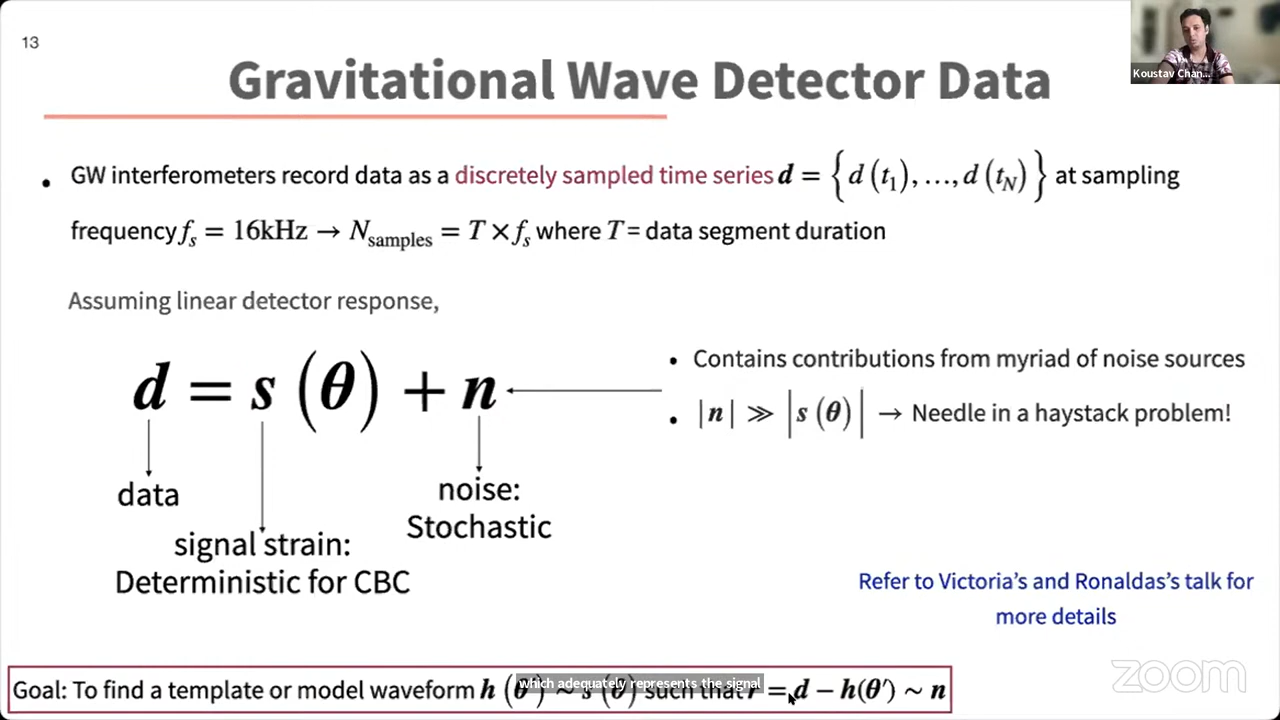 13
Koustav Chan...
Gravitational Wave Detector Data
• GW interferometers record data as a discretely sampled time series d = {d (t₁), …, d (t_N)} at sampling
frequency f_s = 16kHz → N_samples = T × f_s where T = data segment duration
Assuming linear detector response,
d = s (θ) + n
• Contains contributions from myriad of noise sources
• |n| ≫ |s (θ)| → Needle in a haystack problem!
data
noise:
Stochastic
signal strain:
Deterministic for CBC
Refer to Victoria's and Ronaldas's talk for
more details
Goal: To find a template or model waveform h (θ′) ~ s (θ) such that r = d − h(θ′) ~ n
which adequately represents the signal
zoom